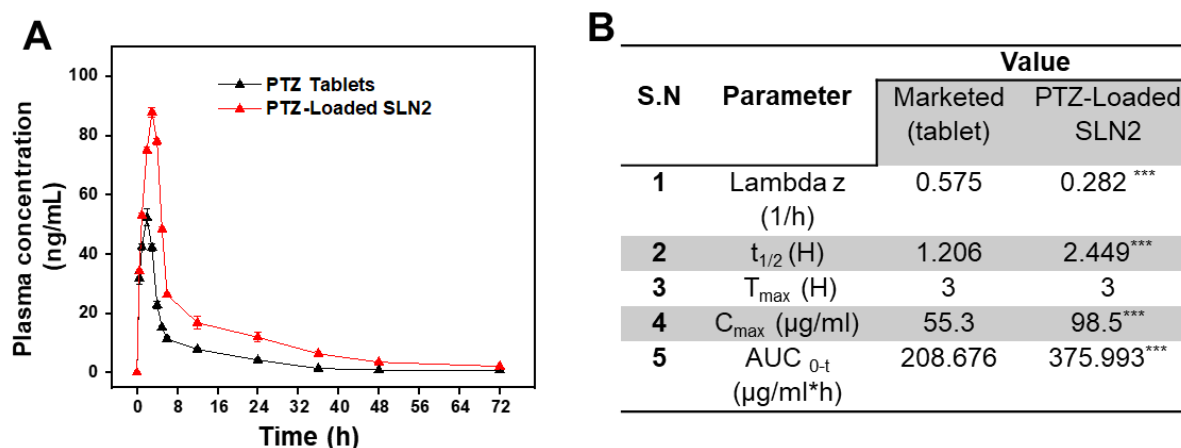 A
Plasma concentration
(ng/mL)
100
80
60
40
20
0
PTZ Tablets
PTZ-Loaded SLN2
0 8 16 24 32 40 48 56 64 72
Time (h)
B
Value
S.N Parameter Marketed (tablet) PTZ-Loaded SLN2
1 Lambda z (1/h) 0.575 0.282 ***
2 t1/2 (H) 1.206 2.449***
3 Tmax (H) 3 3
4 Cmax (µg/ml) 55.3 98.5***
5 AUC 0-t (µg/ml*h) 208.676 375.993***